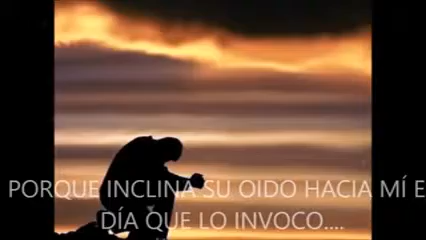 PORQUE INCLINA SU OIDO HACIA MÍ E
DÍA QUE LO INVOCO....